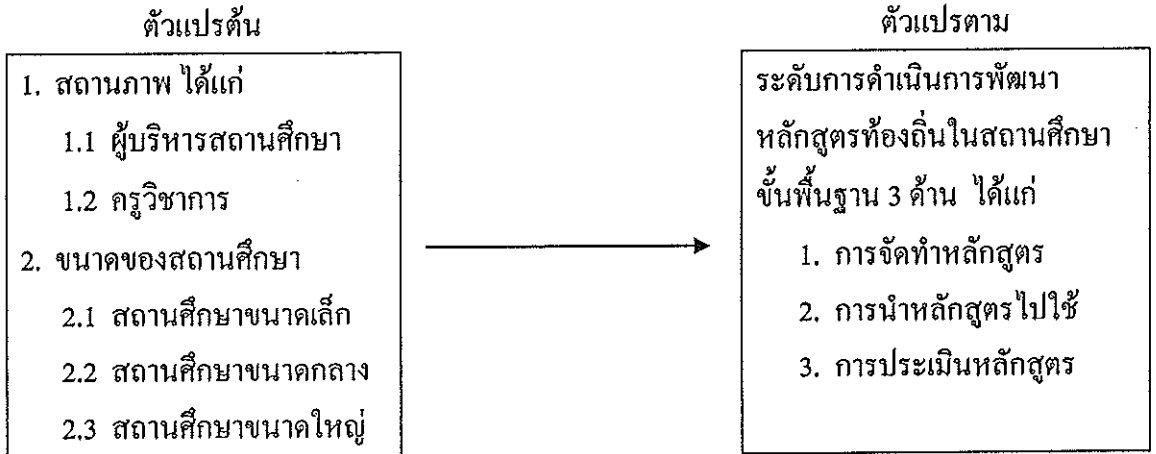 ตัวแปรต้น
1. สถานภาพ ได้แก่
1.1 ผู้บริหารสถานศึกษา
1.2 ครูวิชาการ
2. ขนาดของสถานศึกษา
2.1 สถานศึกษาขนาดเล็ก
2.2 สถานศึกษาขนาดกลาง
2.3 สถานศึกษาขนาดใหญ่
ตัวแปรตาม
ระดับการดำเนินการพัฒนา
หลักสูตรท้องถิ่นในสถานศึกษา
ขั้นพื้นฐาน 3 ด้าน ได้แก่
1. การจัดทำหลักสูตร
2. การนำหลักสูตรไปใช้
3. การประเมินหลักสูตร